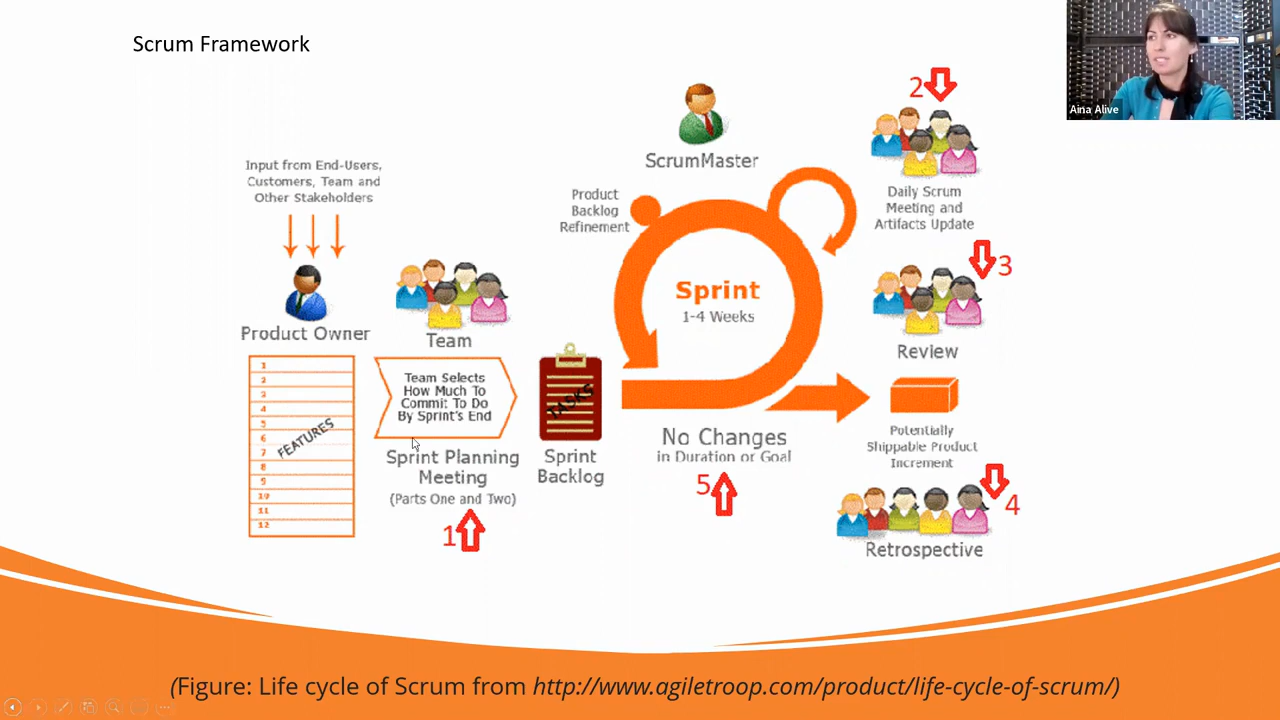 Scrum Framework
Aina Alive
2
ScrumMaster
Input from End-Users,
Customers, Team and
Other Stakeholders
Product
Backlog
Refinement
Daily Scrum
Meeting and
Artifacts Update
3
Sprint
1-4 Weeks
Product Owner
Team
Review
1
2
3
4
5
6
7
8
9
10
11
12
FEATURES
Team Selects
How Much To
Commit To Do
By Sprint's End
TASKS
Sprint Planning
Meeting
(Parts One and Two)
1
Sprint
Backlog
No Changes
in Duration or Goal
5
Potentially
Shippable Product
Increment
4
Retrospective
(Figure: Life cycle of Scrum from http://www.agiletroop.com/product/life-cycle-of-scrum/)